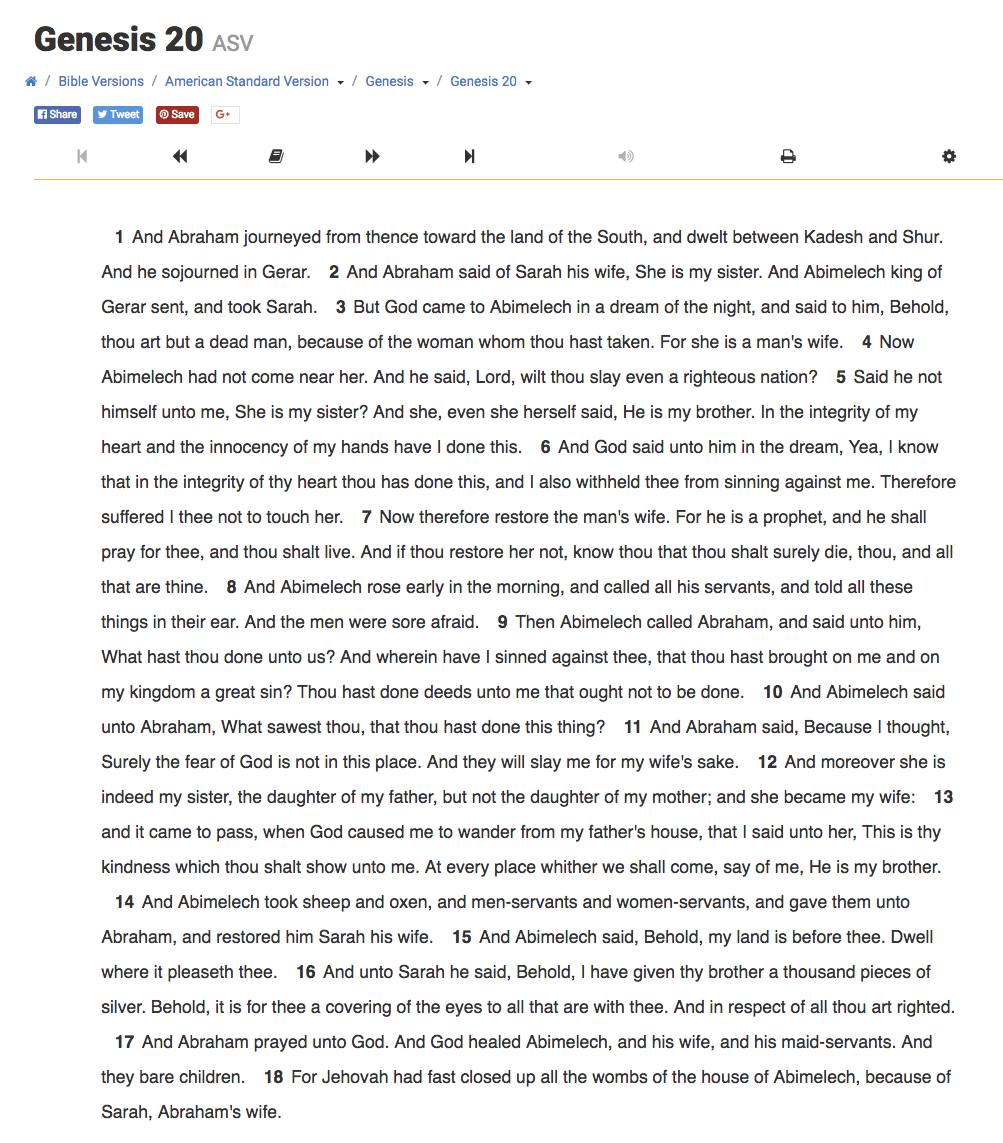 Genesis 20 ASV
/ Bible Versions / American Standard Version / Genesis / Genesis 20
Share Tweet Save G+
1 And Abraham journeyed from thence toward the land of the South, and dwelt between Kadesh and Shur.
And he sojourned in Gerar. 2 And Abraham said of Sarah his wife, She is my sister. And Abimelech king of
Gerar sent, and took Sarah. 3 But God came to Abimelech in a dream of the night, and said to him, Behold,
thou art but a dead man, because of the woman whom thou hast taken. For she is a man's wife. 4 Now
Abimelech had not come near her. And he said, Lord, wilt thou slay even a righteous nation? 5 Said he not
himself unto me, She is my sister? And she, even she herself said, He is my brother. In the integrity of my
heart and the innocency of my hands have I done this. 6 And God said unto him in the dream, Yea, I know
that in the integrity of thy heart thou has done this, and I also withheld thee from sinning against me. Therefore
suffered I thee not to touch her. 7 Now therefore restore the man's wife. For he is a prophet, and he shall
pray for thee, and thou shalt live. And if thou restore her not, know thou that thou shalt surely die, thou, and all
that are thine. 8 And Abimelech rose early in the morning, and called all his servants, and told all these
things in their ear. And the men were sore afraid. 9 Then Abimelech called Abraham, and said unto him,
What hast thou done unto us? And wherein have I sinned against thee, that thou hast brought on me and on
my kingdom a great sin? Thou hast done deeds unto me that ought not to be done. 10 And Abimelech said
unto Abraham, What sawest thou, that thou hast done this thing? 11 And Abraham said, Because I thought,
Surely the fear of God is not in this place. And they will slay me for my wife's sake. 12 And moreover she is
indeed my sister, the daughter of my father, but not the daughter of my mother; and she became my wife: 13
and it came to pass, when God caused me to wander from my father's house, that I said unto her, This is thy
kindness which thou shalt show unto me. At every place whither we shall come, say of me, He is my brother.
14 And Abimelech took sheep and oxen, and men-servants and women-servants, and gave them unto
Abraham, and restored him Sarah his wife. 15 And Abimelech said, Behold, my land is before thee. Dwell
where it pleaseth thee. 16 And unto Sarah he said, Behold, I have given thy brother a thousand pieces of
silver. Behold, it is for thee a covering of the eyes to all that are with thee. And in respect of all thou art righted.
17 And Abraham prayed unto God. And God healed Abimelech, and his wife, and his maid-servants. And
they bare children. 18 For Jehovah had fast closed up all the wombs of the house of Abimelech, because of
Sarah, Abraham's wife.